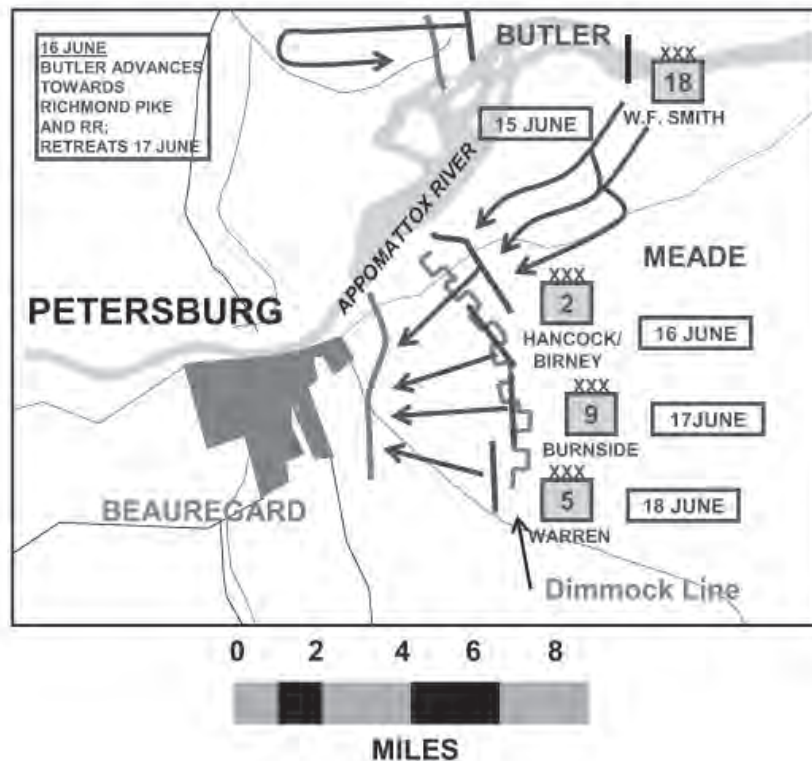 16 JUNE
BUTLER ADVANCES
TOWARDS
RICHMOND PIKE
AND RR;
RETREATS 17 JUNE
BUTLER
XXX
18
W.F. SMITH
15 JUNE
APPOMATTOX RIVER
MEADE
PETERSBURG
XXX
2
HANCOCK/
BIRNEY
16 JUNE
XXX
9
BURNSIDE
17JUNE
XXX
5
WARREN
18 JUNE
BEAUREGARD
Dimmock Line
0 2 4 6 8
MILES